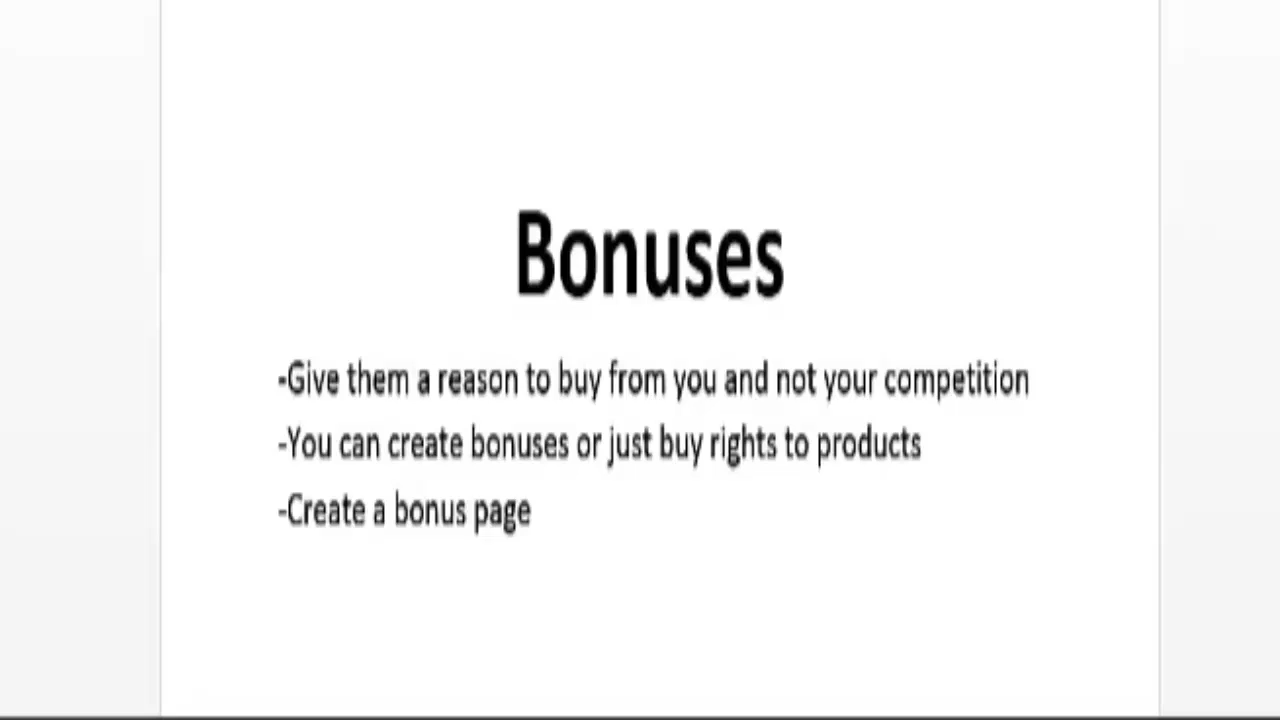 Bonuses
-Give them a reason to buy from you and not your competition
-You can create bonuses or just buy rights to products
-Create a bonus page